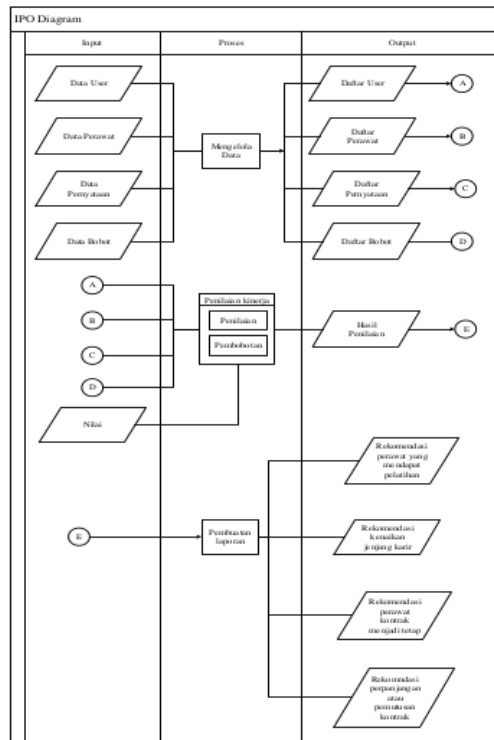 IPO Diagram
Input
Proses
Output
Data User
Daftar User
A
Data Perawat
Mengelola
Data
Daftar
Perawat
B
Data
Pernyataan
Daftar
Pernyataan
C
Data Bobot
Daftar Bobot
D
A
B
C
D
Penilaian kinerja
Penilaian
Pembobotan
Hasil
Penilaian
E
Nilai
Rekomendasi
perawat yang
mendapat
pelatihan
E
Pembuatan
laporan
Rekomendasi
kenaikan
jenjang karir
Rekomendasi
perawat
kontrak
menjadi tetap
Rekomndasi
perpanjangan
atau
pemutusan
kontrak